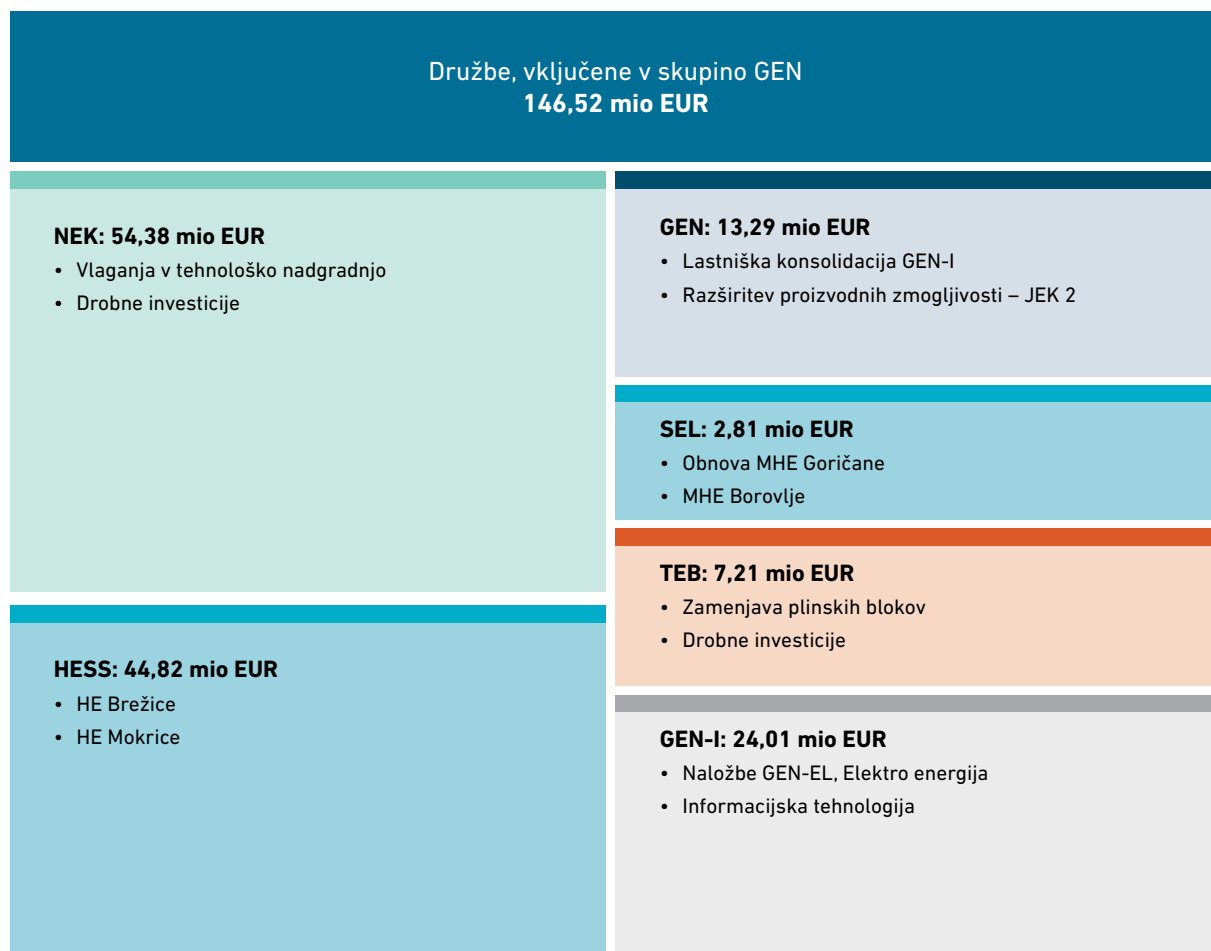 Družbe, vključene v skupino GEN
146,52 mio EUR
NEK: 54,38 mio EUR
• Vlaganja v tehnološko nadgradnjo
• Drobne investicije
HESS: 44,82 mio EUR
• HE Brežice
• HE Mokrice
GEN: 13,29 mio EUR
• Lastniška konsolidacija GEN-I
• Razširitev proizvodnih zmogljivosti – JEK 2
SEL: 2,81 mio EUR
• Obnova MHE Goričane
• MHE Borovlje
TEB: 7,21 mio EUR
• Zamenjava plinskih blokov
• Drobne investicije
GEN-I: 24,01 mio EUR
• Naložbe GEN-EL, Elektro energija
• Informacijska tehnologija